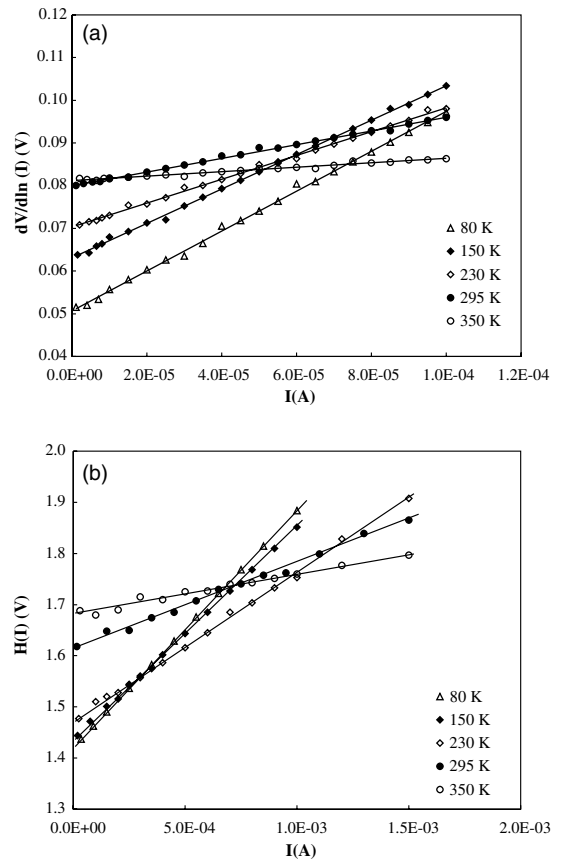 (a)
0.12
0.11
0.10
0.09
0.08
0.07
0.06
0.05
0.04
dV/dln (I) (V)
80 K
150 K
230 K
295 K
350 K
0.0E+00 2.0E-05 4.0E-05 6.0E-05 8.0E-05 1.0E-04 1.2E-04
I(A)
(b)
2.0
1.9
1.8
1.7
1.6
1.5
1.4
1.3
H(I) (V)
80 K
150 K
230 K
295 K
350 K
0.0E+00 5.0E-04 1.0E-03 1.5E-03 2.0E-03
I(A)